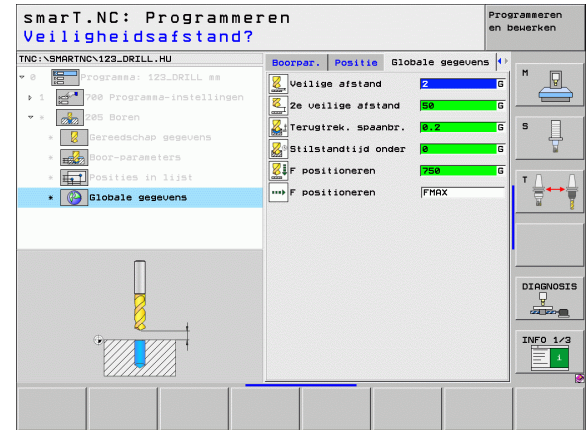 smarT.NC: Programmeren
Veiligheidsafstand?
Programmeren
en bewerken
TNC:\SMARTNC\123_DRILL.HU
0 Programma: 123_DRILL mm
1 700 Programma-instellingen
* 205 Boren
* Gereedschap gegevens
* Boor-parameters
* Posities in lijst
* Globale gegevens
Boorpar. Positie Globale gegevens
Veilige afstand 2 G
2e veilige afstand 50 G
Terugtrek. spaanbr. 0.2 G
Stilstandtijd onder 0 G
F positioneren 750 G
F positioneren FMAX
M
S
T
DIAGNOSIS
INFO 1/3